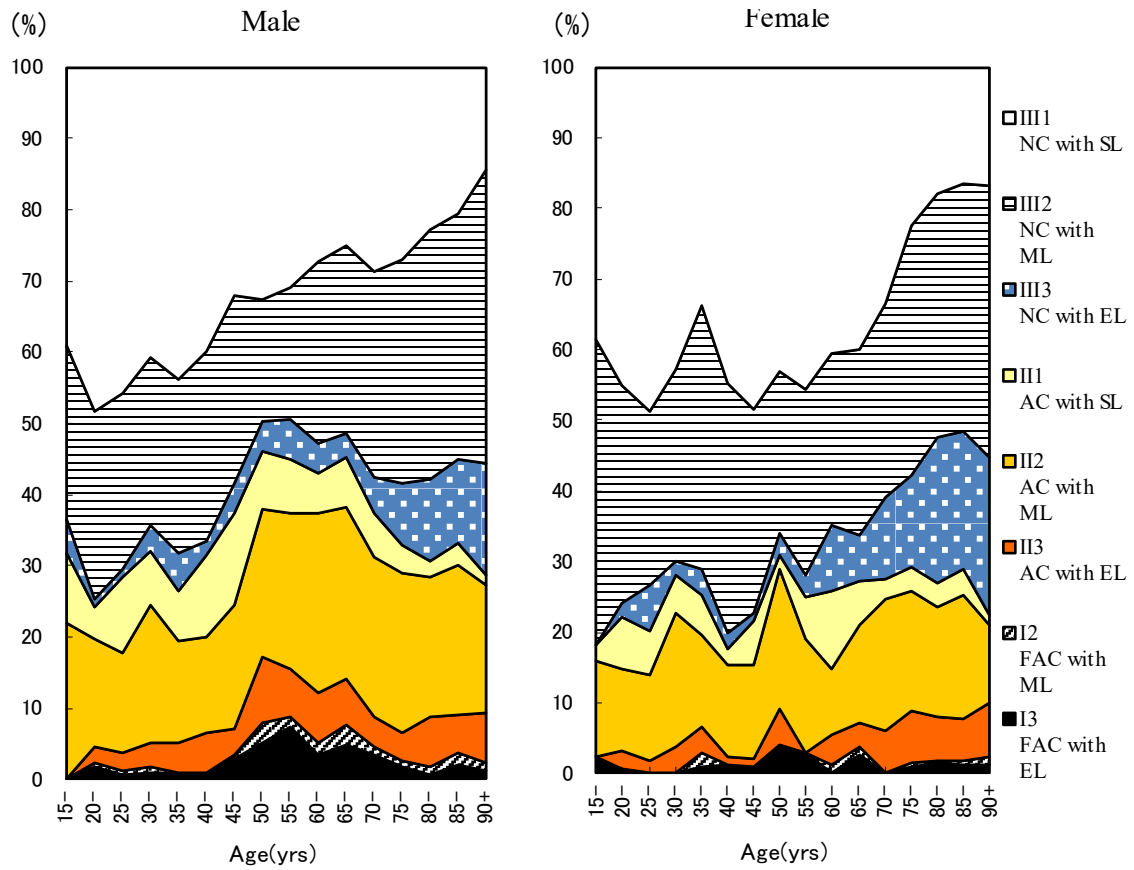 (%)
Male
100
90
80
70
60
50
40
30
20
10
0
15
20-
25-
30-
35-
40-
45-
50-
55-
60-
65-
70-
75-
80-
85-
90+
Age(yrs)
(%)
Female
100
90
80
70
60
50
40
30
20
10
0
15
20-
25-
30-
35-
40-
45-
50-
55-
60-
65-
70-
75-
80-
85-
90+
Age(yrs)
III1
NC with SL
III2
NC with
ML
III3
NC with EL
II1
AC with SL
II2
AC with
ML
II3
AC with EL
I2
FAC with
ML
I3
FAC with
EL